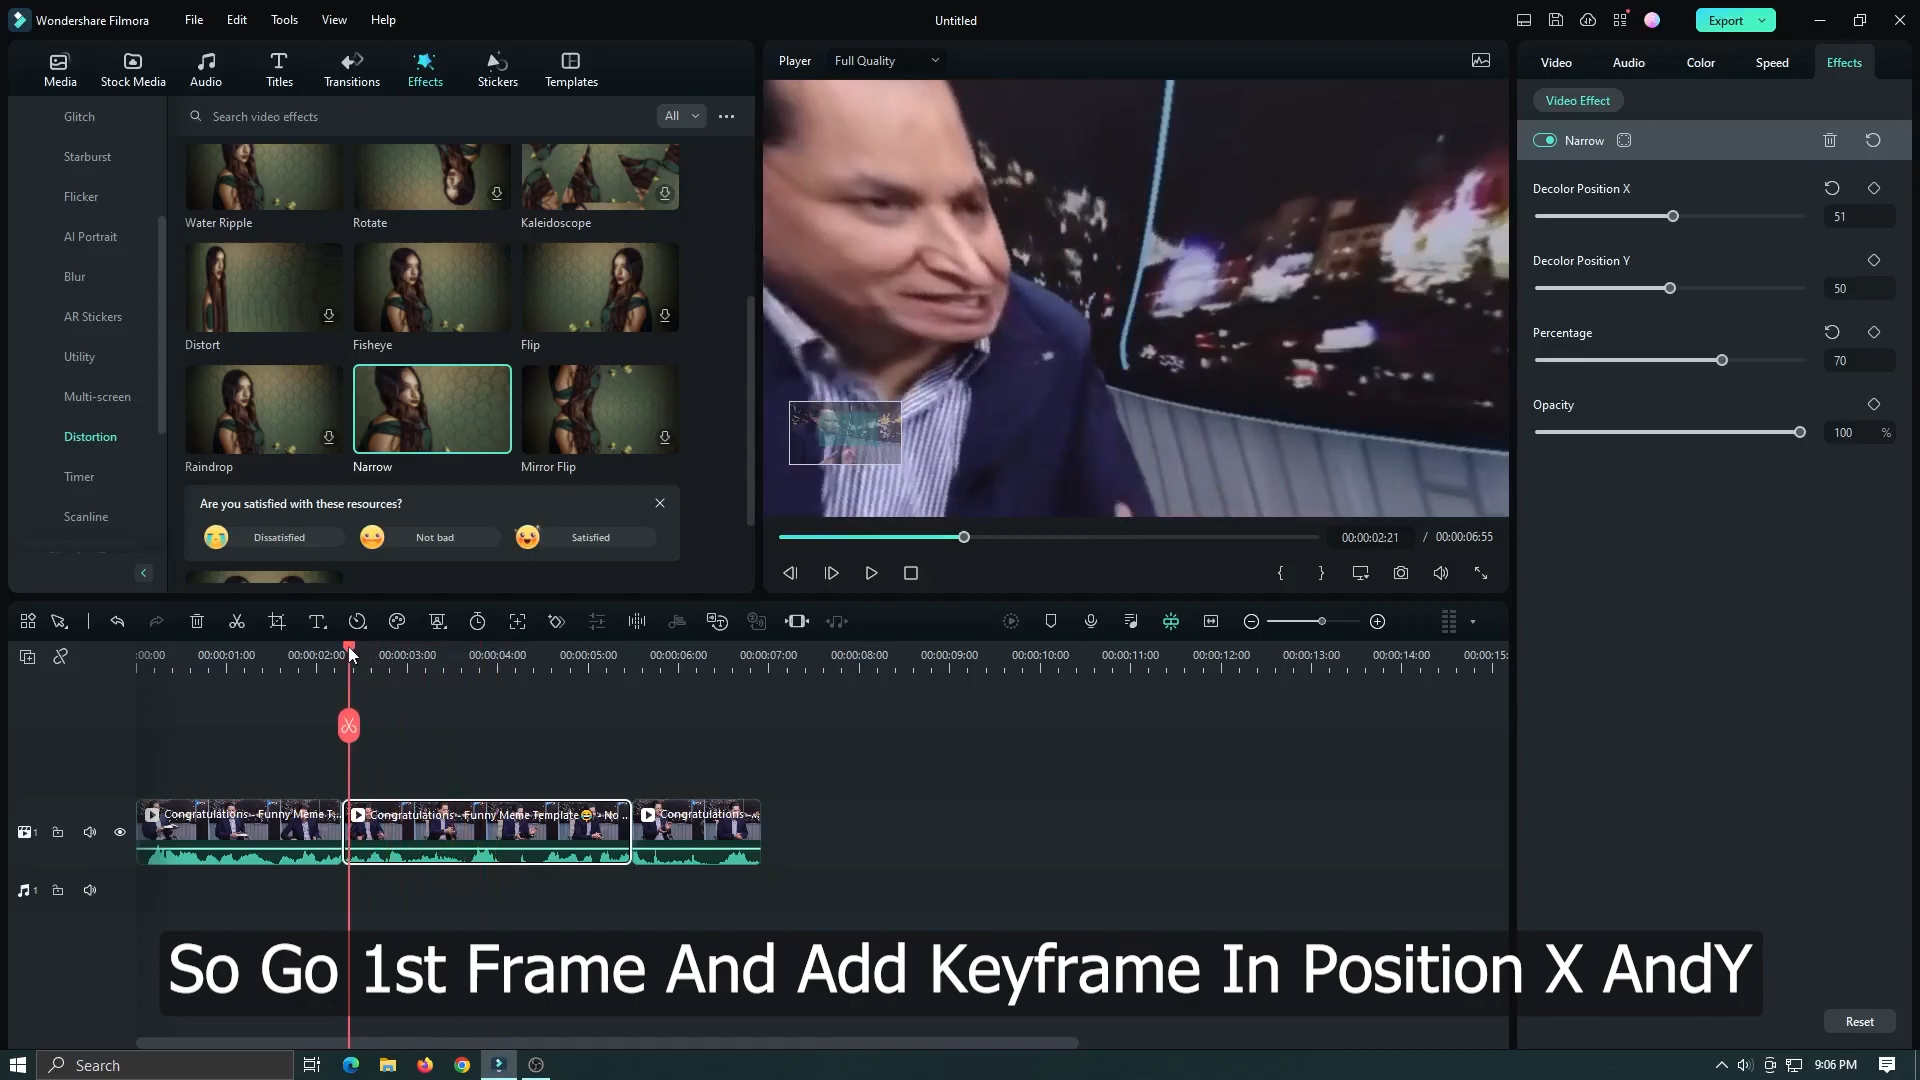 Wondershare Filmora
File
Edit
Tools
View
Help
Untitled
Export
Media
Stock Media
Audio
Titles
Transitions
Effects
Stickers
Templates
Player
Full Quality
Video
Audio
Color
Speed
Effects
Glitch
Starburst
Flicker
AI Portrait
Blur
AR Stickers
Utility
Multi-screen
Distortion
Timer
Scanline
Search video effects
All
Water Ripple
Rotate
Kaleidoscope
Distort
Fisheye
Flip
Raindrop
Narrow
Mirror Flip
Are you satisfied with these resources?
Dissatisfied
Not bad
Satisfied
00:00:02:21 / 00:00:06:55
Video Effect
Narrow
Decolor Position X
51
Decolor Position Y
50
Percentage
70
Opacity
100 %
:00:00
00:00:01:00
00:00:02:00
00:00:03:00
00:00:04:00
00:00:05:00
00:00:06:00
00:00:07:00
00:00:08:00
00:00:09:00
00:00:10:00
00:00:11:00
00:00:12:00
00:00:13:00
00:00:14:00
00:00:15:
Congratulations - Funny Meme T...
Congratulations - Funny Meme Template😂 - No ...
Congratulations -...
1
1
So Go 1st Frame And Add Keyframe In Position X AndY
Reset
Search
9:06 PM